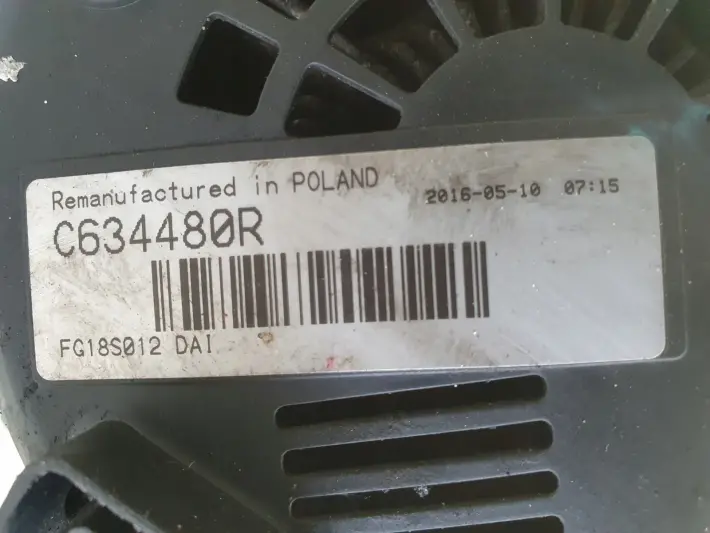 Remanufactured in POLAND
2016-05-10 07:15
C634480R
FG18S012 DAI